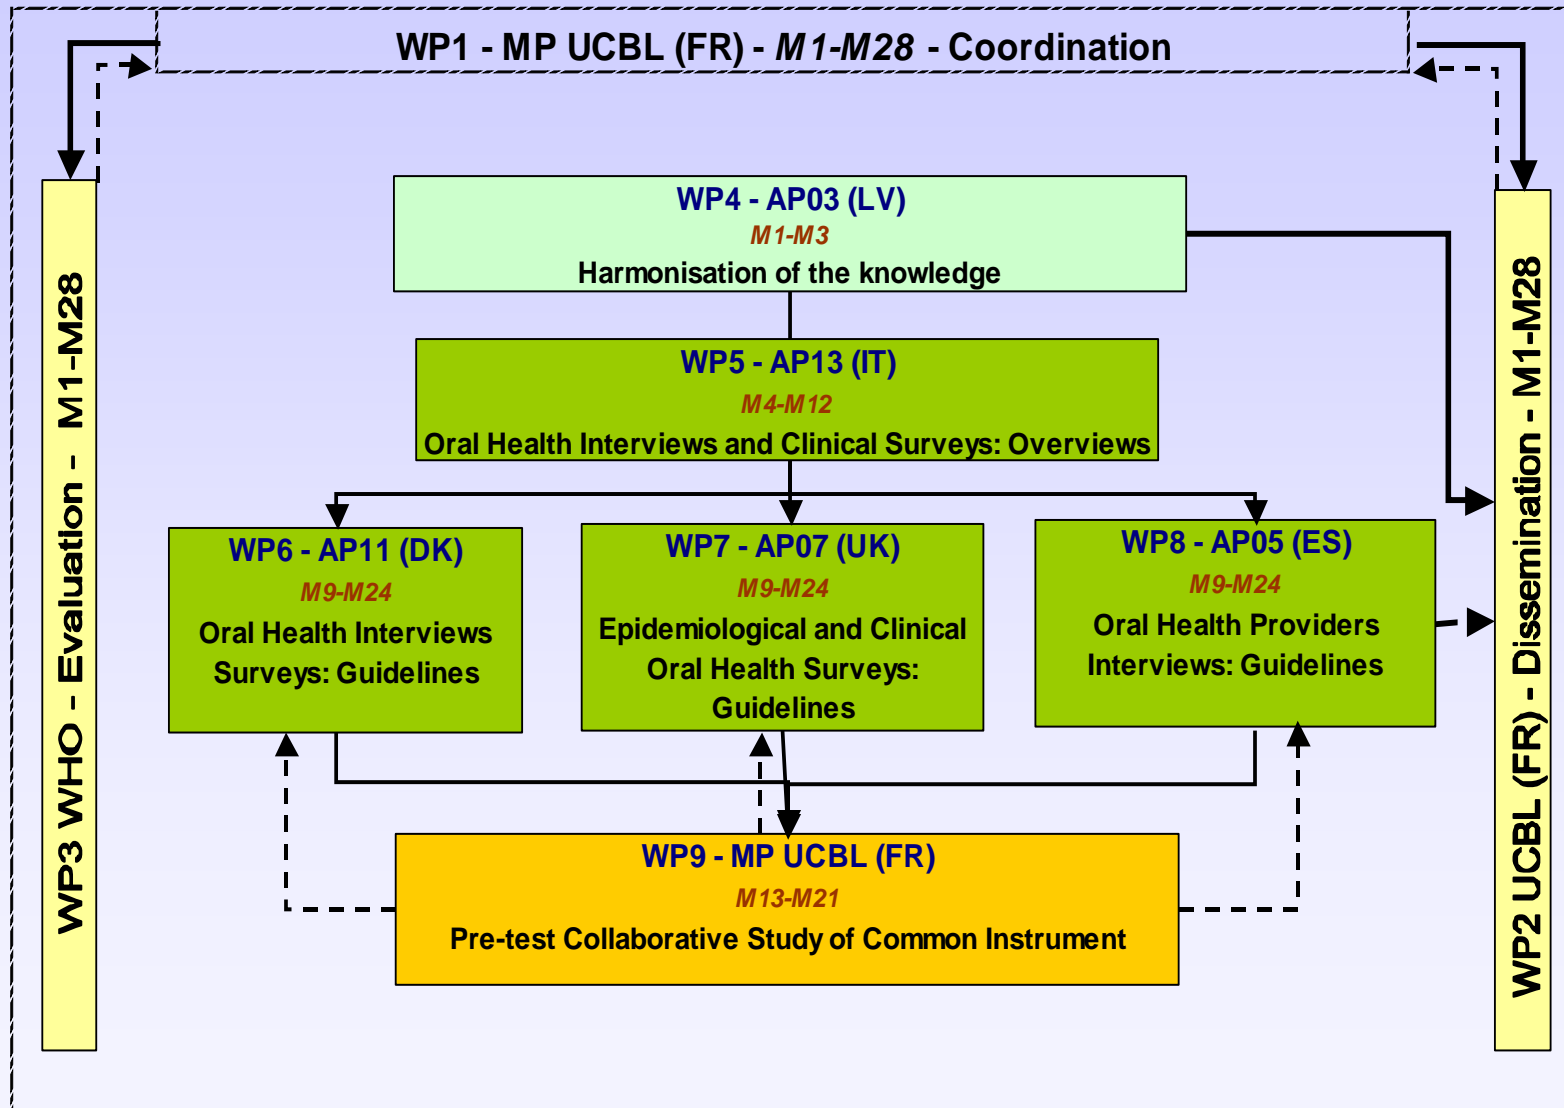 WP1 - MP UCBL (FR) - M1-M28 - Coordination
WP3 WHO - Evaluation - M1-M28
WP4 - AP03 (LV)
M1-M3
Harmonisation of the knowledge
WP5 - AP13 (IT)
M4-M12
Oral Health Interviews and Clinical Surveys: Overviews
WP6 - AP11 (DK)
M9-M24
Oral Health Interviews
Surveys: Guidelines
WP7 - AP07 (UK)
M9-M24
Epidemiological and Clinical
Oral Health Surveys:
Guidelines
WP8 - AP05 (ES)
M9-M24
Oral Health Providers
Interviews: Guidelines
WP9 - MP UCBL (FR)
M13-M21
Pre-test Collaborative Study of Common Instrument
WP2 UCBL (FR) - Dissemination - M1-M28